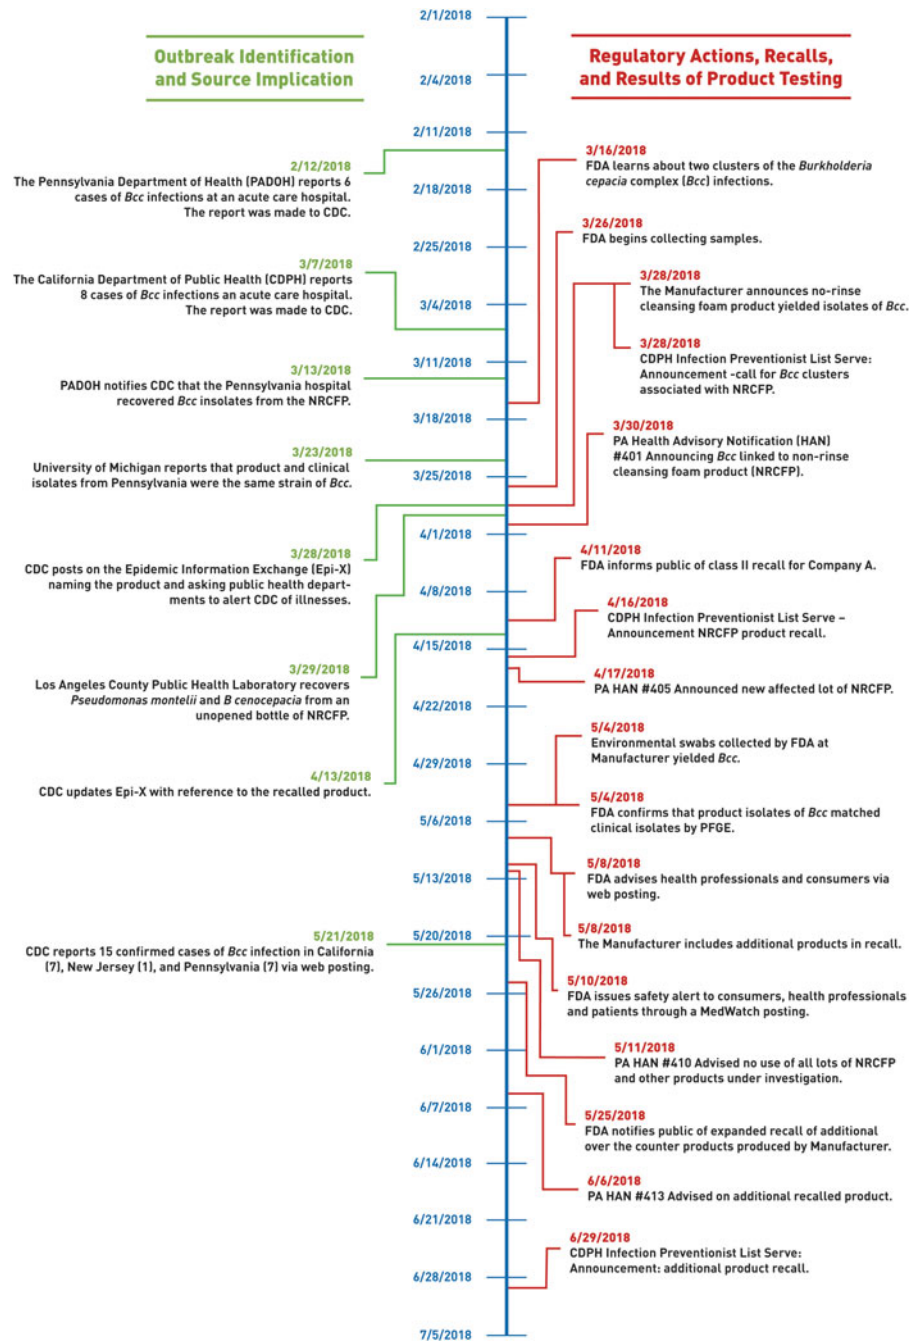 Outbreak Identification
and Source Implication
2/12/2018
The Pennsylvania Department of Health (PADOH) reports 6
cases of Bcc infections at an acute care hospital.
The report was made to CDC.
3/7/2018
The California Department of Public Health (CDPH) reports
8 cases of Bcc infections an acute care hospital.
The report was made to CDC.
3/13/2018
PADOH notifies CDC that the Pennsylvania hospital
recovered Bcc insolates from the NRCFP.
3/23/2018
University of Michigan reports that product and clinical
isolates from Pennsylvania were the same strain of Bcc.
3/28/2018
CDC posts on the Epidemic Information Exchange (Epi-X)
naming the product and asking public health depart-
ments to alert CDC of illnesses.
3/29/2018
Los Angeles County Public Health Laboratory recovers
Pseudomonas montelii and B cenocepacia from an
unopened bottle of NRCFP.
4/13/2018
CDC updates Epi-X with reference to the recalled product.
5/21/2018
CDC reports 15 confirmed cases of Bcc infection in California
(7), New Jersey (1), and Pennsylvania (7) via web posting.
2/1/2018
2/4/2018
2/11/2018
2/18/2018
2/25/2018
3/4/2018
3/11/2018
3/18/2018
3/25/2018
4/1/2018
4/8/2018
4/15/2018
4/22/2018
4/29/2018
5/6/2018
5/13/2018
5/20/2018
5/26/2018
6/1/2018
6/7/2018
6/14/2018
6/21/2018
6/28/2018
7/5/2018
Regulatory Actions, Recalls,
and Results of Product Testing
3/16/2018
FDA learns about two clusters of the Burkholderia
cepacia complex (Bcc) infections.
3/26/2018
FDA begins collecting samples.
3/28/2018
The Manufacturer announces no-rinse
cleansing foam product yielded isolates of Bcc.
3/28/2018
CDPH Infection Preventionist List Serve:
Announcement -call for Bcc clusters
associated with NRCFP.
3/30/2018
PA Health Advisory Notification (HAN)
#401 Announcing Bcc linked to non-rinse
cleansing foam product (NRCFP).
4/11/2018
FDA informs public of class II recall for Company A.
4/16/2018
CDPH Infection Preventionist List Serve –
Announcement NRCFP product recall.
4/17/2018
PA HAN #405 Announced new affected lot of NRCFP.
5/4/2018
Environmental swabs collected by FDA at
Manufacturer yielded Bcc.
5/4/2018
FDA confirms that product isolates of Bcc matched
clinical isolates by PFGE.
5/8/2018
FDA advises health professionals and consumers via
web posting.
5/8/2018
The Manufacturer includes additional products in recall.
5/10/2018
FDA issues safety alert to consumers, health professionals
and patients through a MedWatch posting.
5/11/2018
PA HAN #410 Advised no use of all lots of NRCFP
and other products under investigation.
5/25/2018
FDA notifies public of expanded recall of additional
over the counter products produced by Manufacturer.
6/6/2018
PA HAN #413 Advised on additional recalled product.
6/29/2018
CDPH Infection Preventionist List Serve:
Announcement: additional product recall.